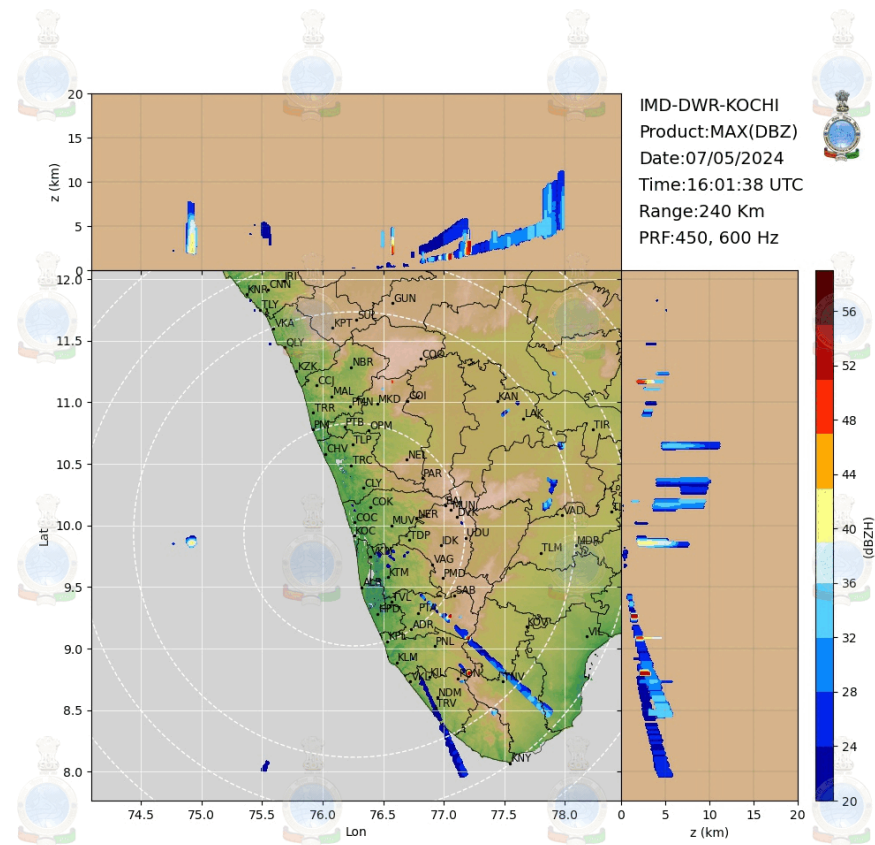 IMD-DWR-KOCHI
Product:MAX(DBZ)
Date:07/05/2024
Time:16:01:38 UTC
Range:240 Km
PRF:450, 600 Hz
20
15
10
5
0
z (km)
12.0
11.5
11.0
10.5
10.0
9.5
9.0
8.5
8.0
Lat
IRI
CNN
KNR
TLY
GUN
SUL
KPT
VKA
QLY
COO
NBR
KZK
CCJ
MAL
PMN
MKD
COI
KAN
TRR
LAK
PTB
OPM
TIR
TLP
CHV
TRC
NEL
PAR
CLY
COK
MUN
DVK
VAD
COC
MUV
NER
KOC
TDP
IDK
UDU
TLM
MDR
VAG
KTM
PMD
ALP
SAB
TVL
ADR
KOV
VIL
KPL
PNL
KLM
KIL
TNV
NDM
TRV
KNY
74.5 75.0 75.5 76.0 76.5 77.0 77.5 78.0
Lon
0 5 10 15 20
z (km)
56
52
48
44
40
36
32
28
24
20
(dBZH)